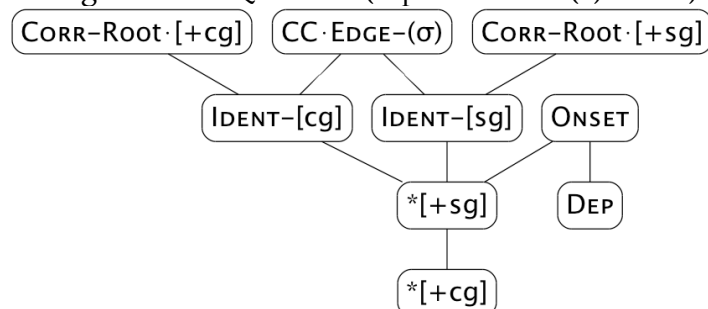 CORR–Root·[+cg] CC·EDGE–(σ) CORR–Root·[+sg]
IDENT–[cg] IDENT–[sg] ONSET
*[+sg] DEP
*[+cg]